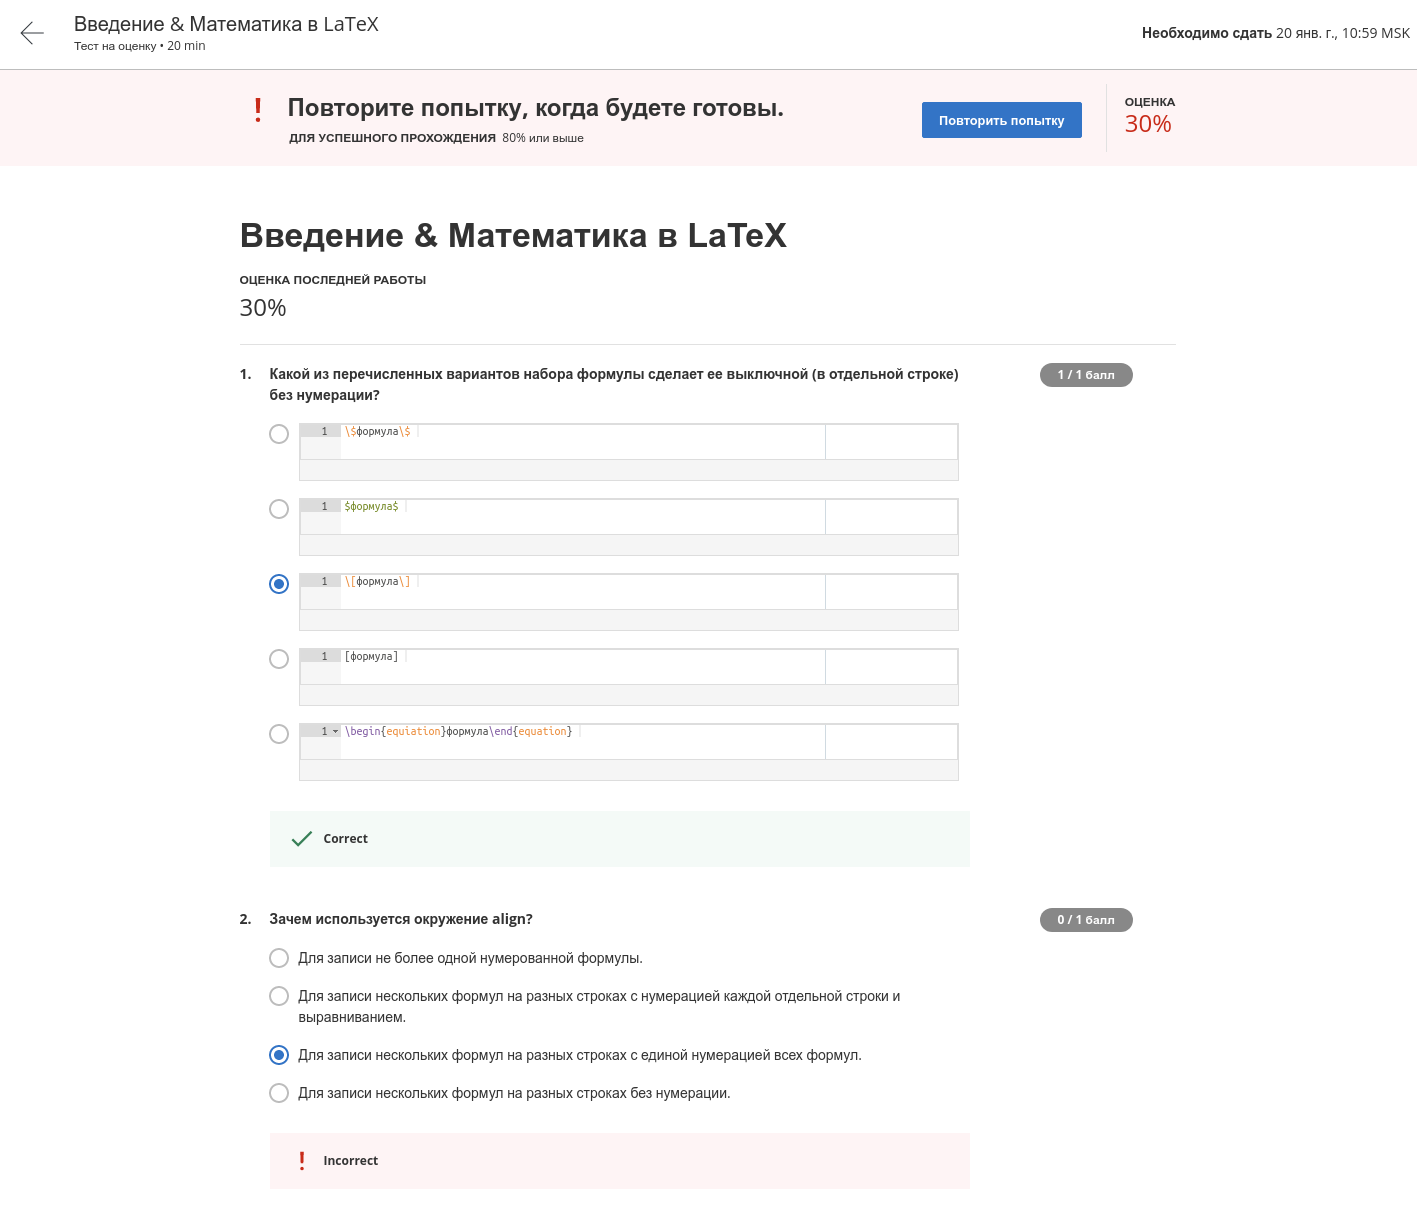 Введение & Математика в LaTeX
Тест на оценку • 20 min
Необходимо сдать 20 янв. г., 10:59 MSK
Повторите попытку, когда будете готовы.
ДЛЯ УСПЕШНОГО ПРОХОЖДЕНИЯ 80% или выше
Повторить попытку
ОЦЕНКА
30%
Введение & Математика в LaTeX
ОЦЕНКА ПОСЛЕДНЕЙ РАБОТЫ
30%
1. Какой из перечисленных вариантов набора формулы сделает ее выключной (в отдельной строке)
без нумерации?
1 / 1 балл
1 \$формула\$
1 $формула$
1 \[формула\]
1 [формула]
1 \begin{equiation}формула\end{equation}
Correct
2. Зачем используется окружение align?
0 / 1 балл
Для записи не более одной нумерованной формулы.
Для записи нескольких формул на разных строках с нумерацией каждой отдельной строки и
выравниванием.
Для записи нескольких формул на разных строках с единой нумерацией всех формул.
Для записи нескольких формул на разных строках без нумерации.
Incorrect